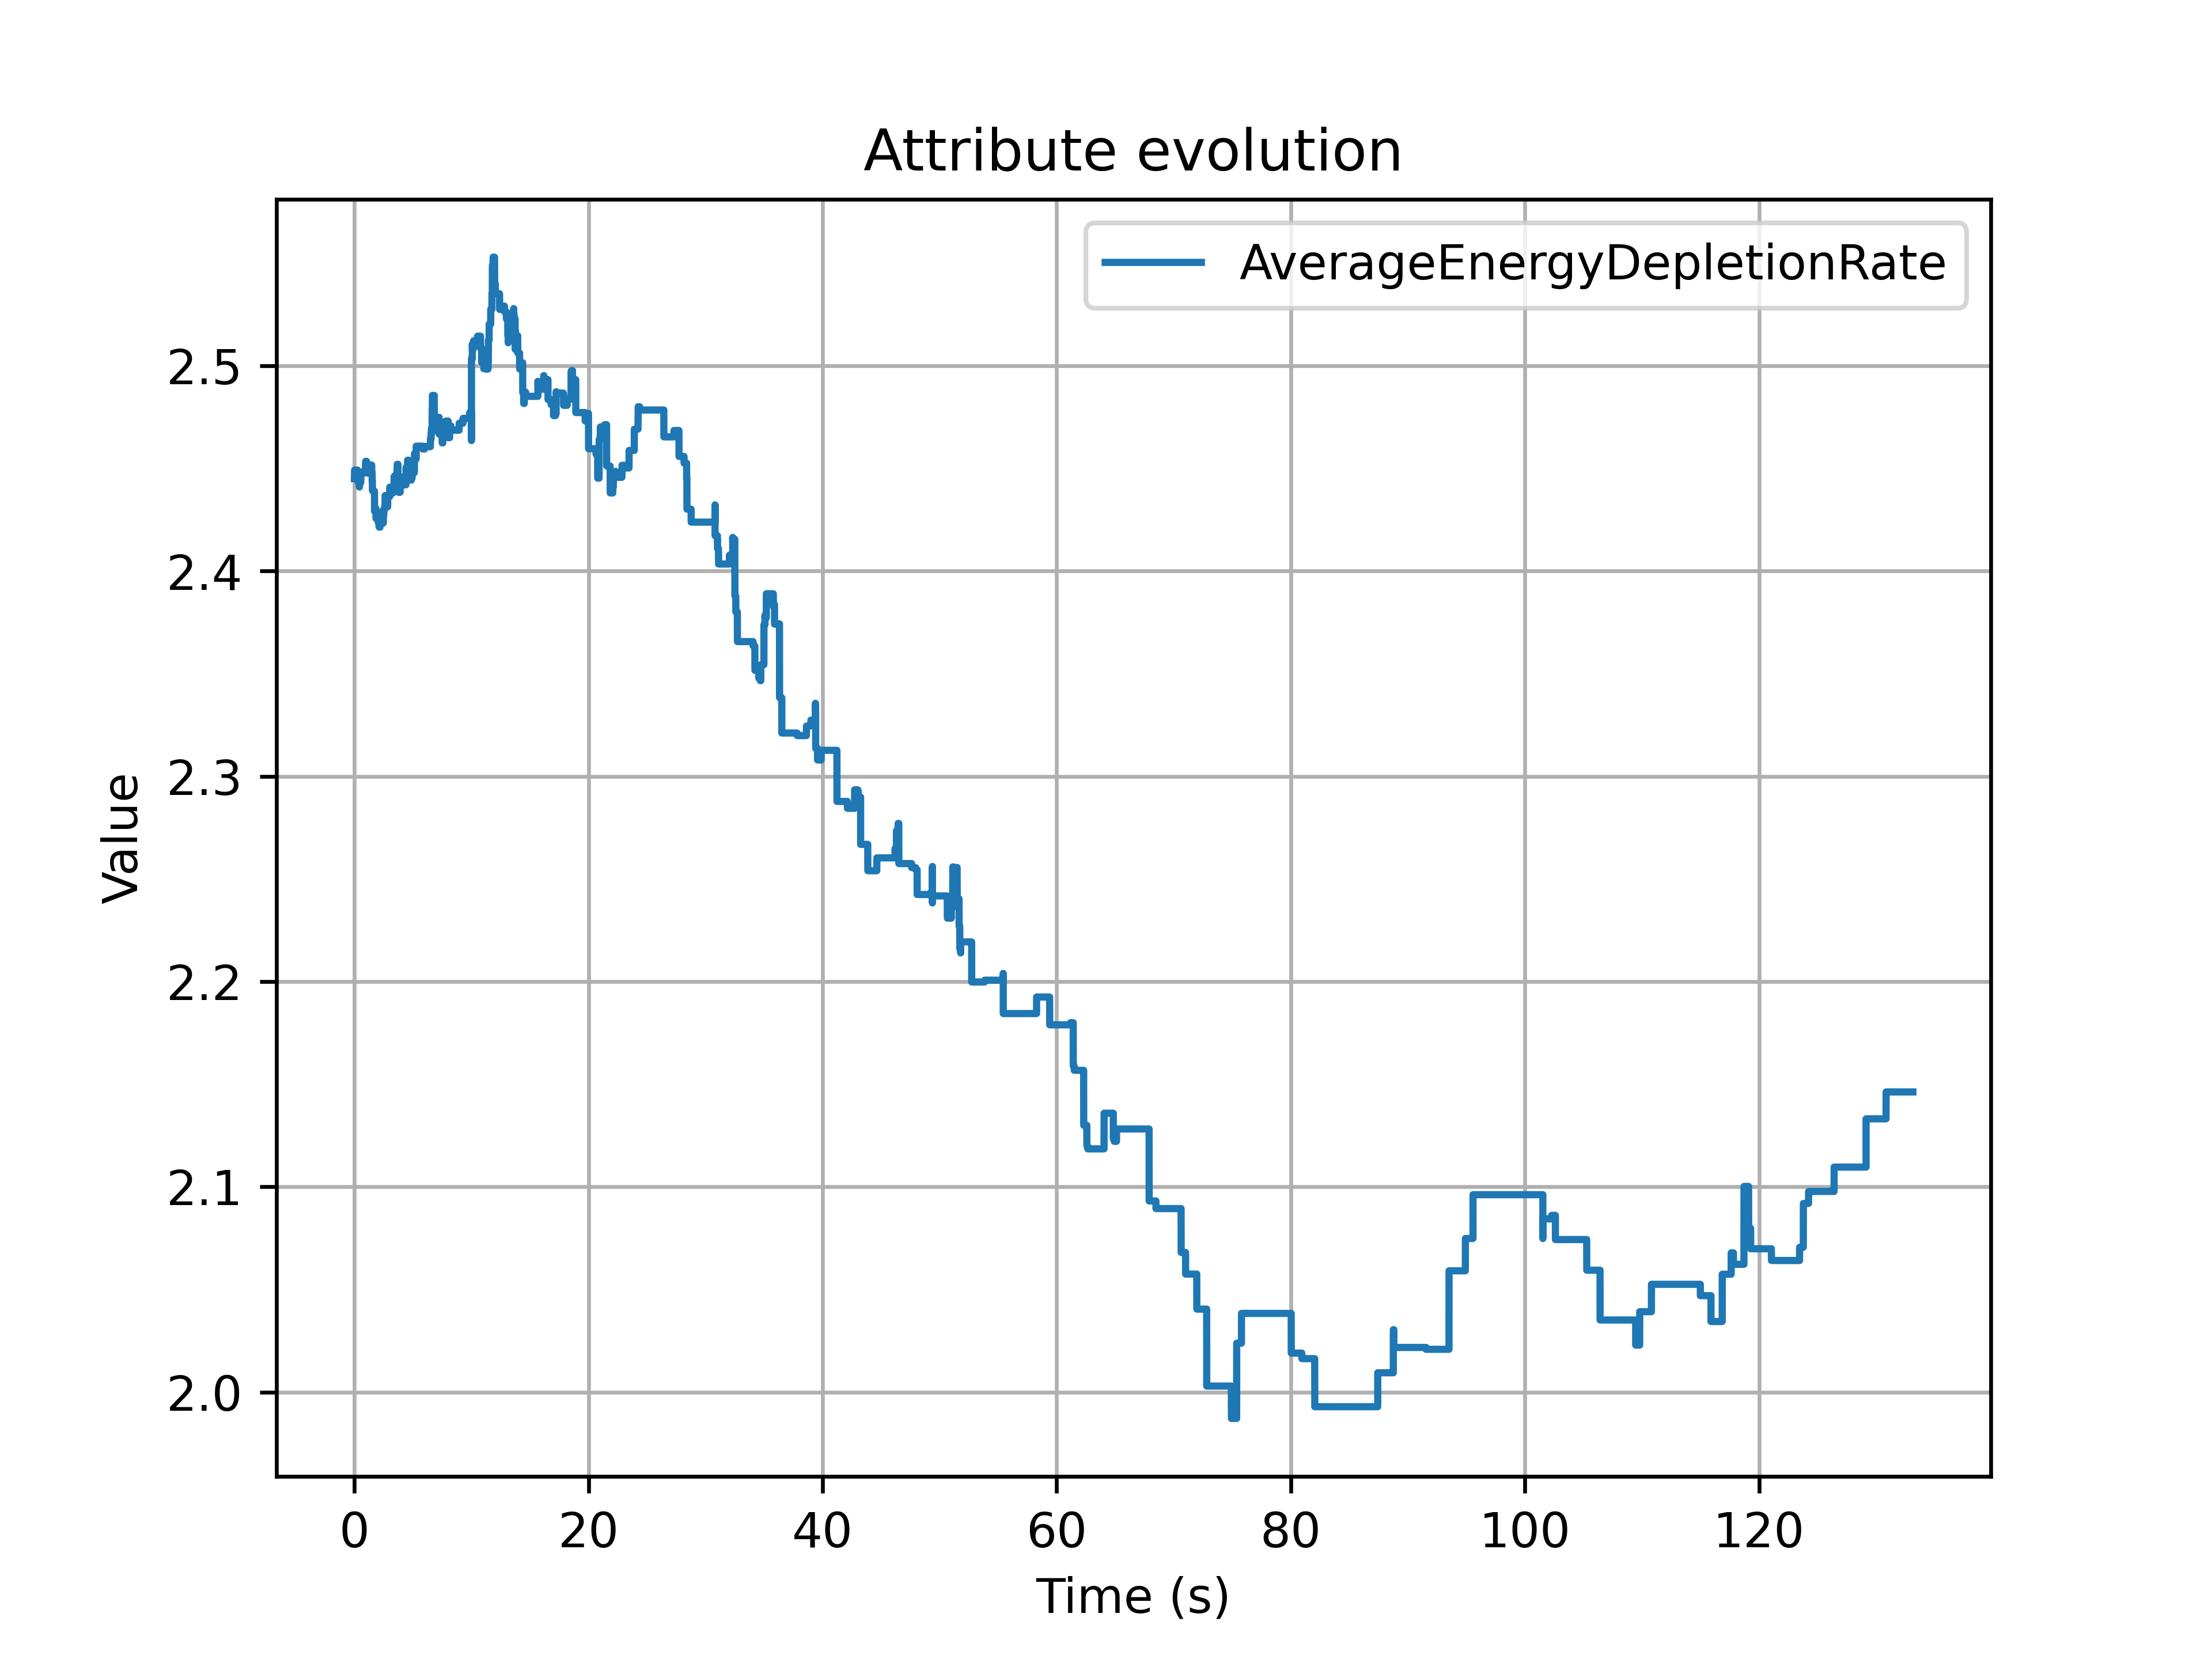 Attribute evolution
AverageEnergyDepletionRate
2.5
2.4
2.3
2.2
2.1
2.0
Value
0 20 40 60 80 100 120
Time (s)